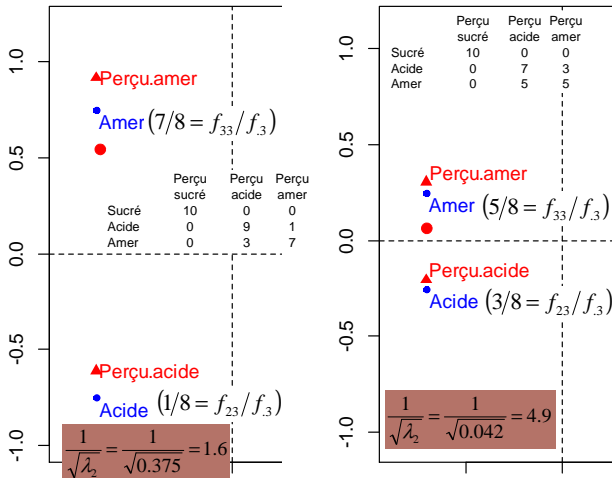 1.0
0.5
0.0
-0.5
-1.0
Perçu.amer
Amer (7/8 = f33/f.3)
Perçu Perçu Perçu
sucré acide amer
Sucré 10 0 0
Acide 0 9 1
Amer 0 3 7
Perçu.acide
Acide (1/8 = f23/f.3)
1/√λ2 = 1/√0.375 = 1.6
1.0
0.5
0.0
-0.5
-1.0
Perçu Perçu Perçu
sucré acide amer
Sucré 10 0 0
Acide 0 7 3
Amer 0 5 5
Perçu.amer
Amer (5/8 = f33/f.3)
Perçu.acide
Acide (3/8 = f23/f.3)
1/√λ2 = 1/√0.042 = 4.9